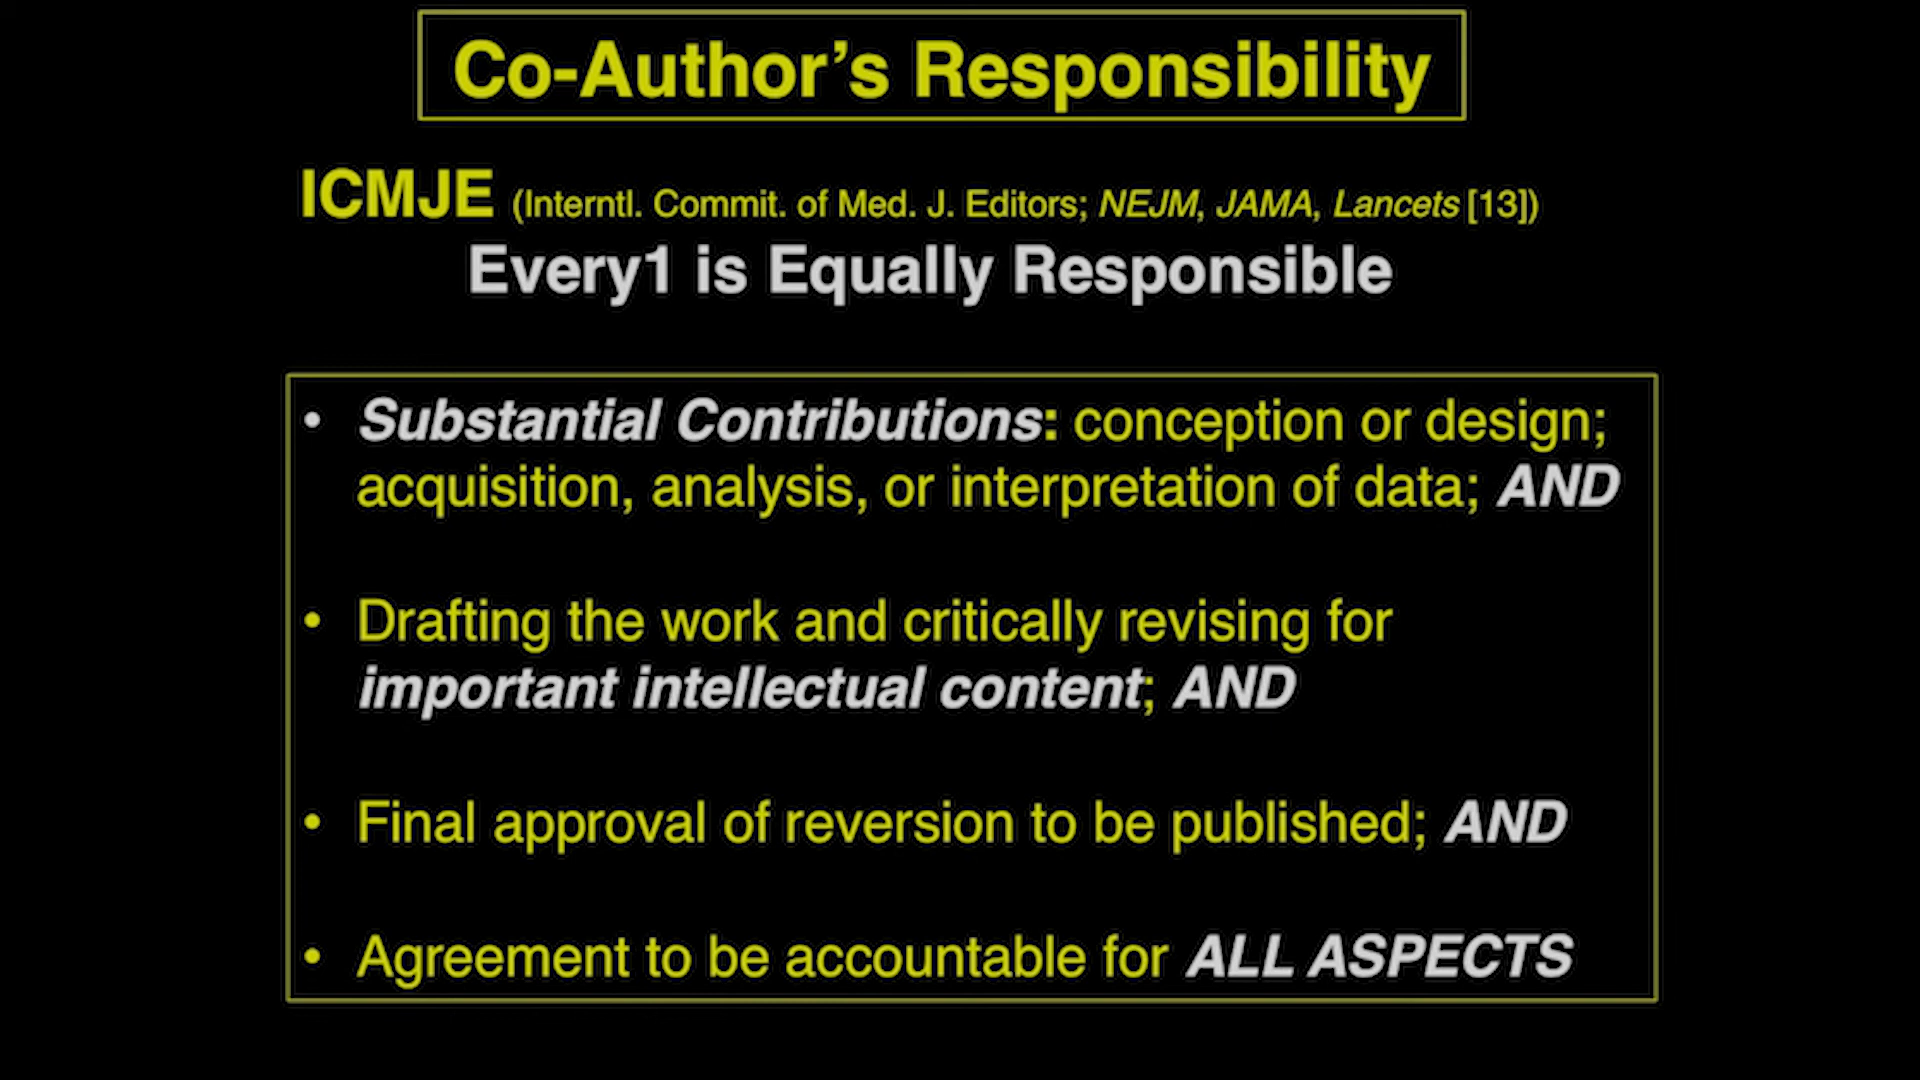 Co-Author’s Responsibility
ICMJE (Interntl. Commit. of Med. J. Editors; NEJM, JAMA, Lancets [13])
Every1 is Equally Responsible
• Substantial Contributions: conception or design;
acquisition, analysis, or interpretation of data; AND
• Drafting the work and critically revising for
important intellectual content; AND
• Final approval of reversion to be published; AND
• Agreement to be accountable for ALL ASPECTS